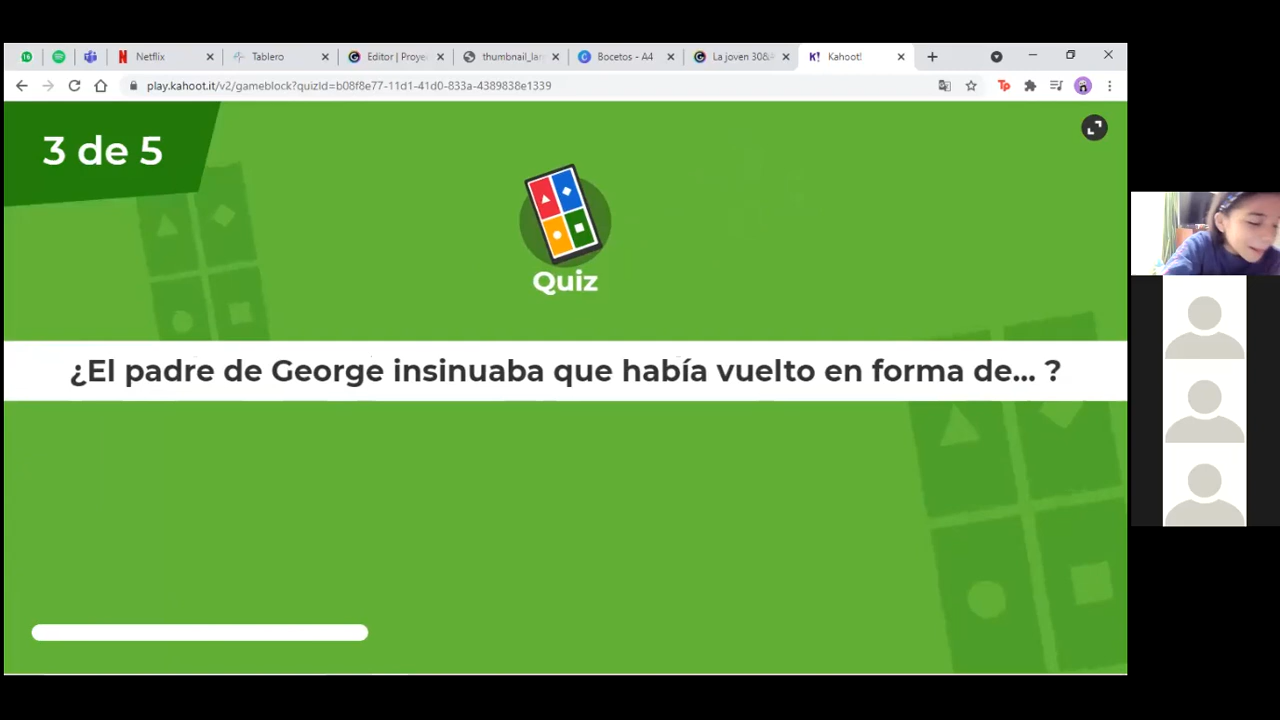 Netflix
Tablero
Editor | Proye
thumbnail_lar
Bocetos - A4
La joven 30&#
Kahoot!
play.kahoot.it/v2/gameblock?quizId=b08f8e77-11d1-41d0-833a-4389838e1339
Tp
3 de 5
Quiz
¿El padre de George insinuaba que había vuelto en forma de... ?